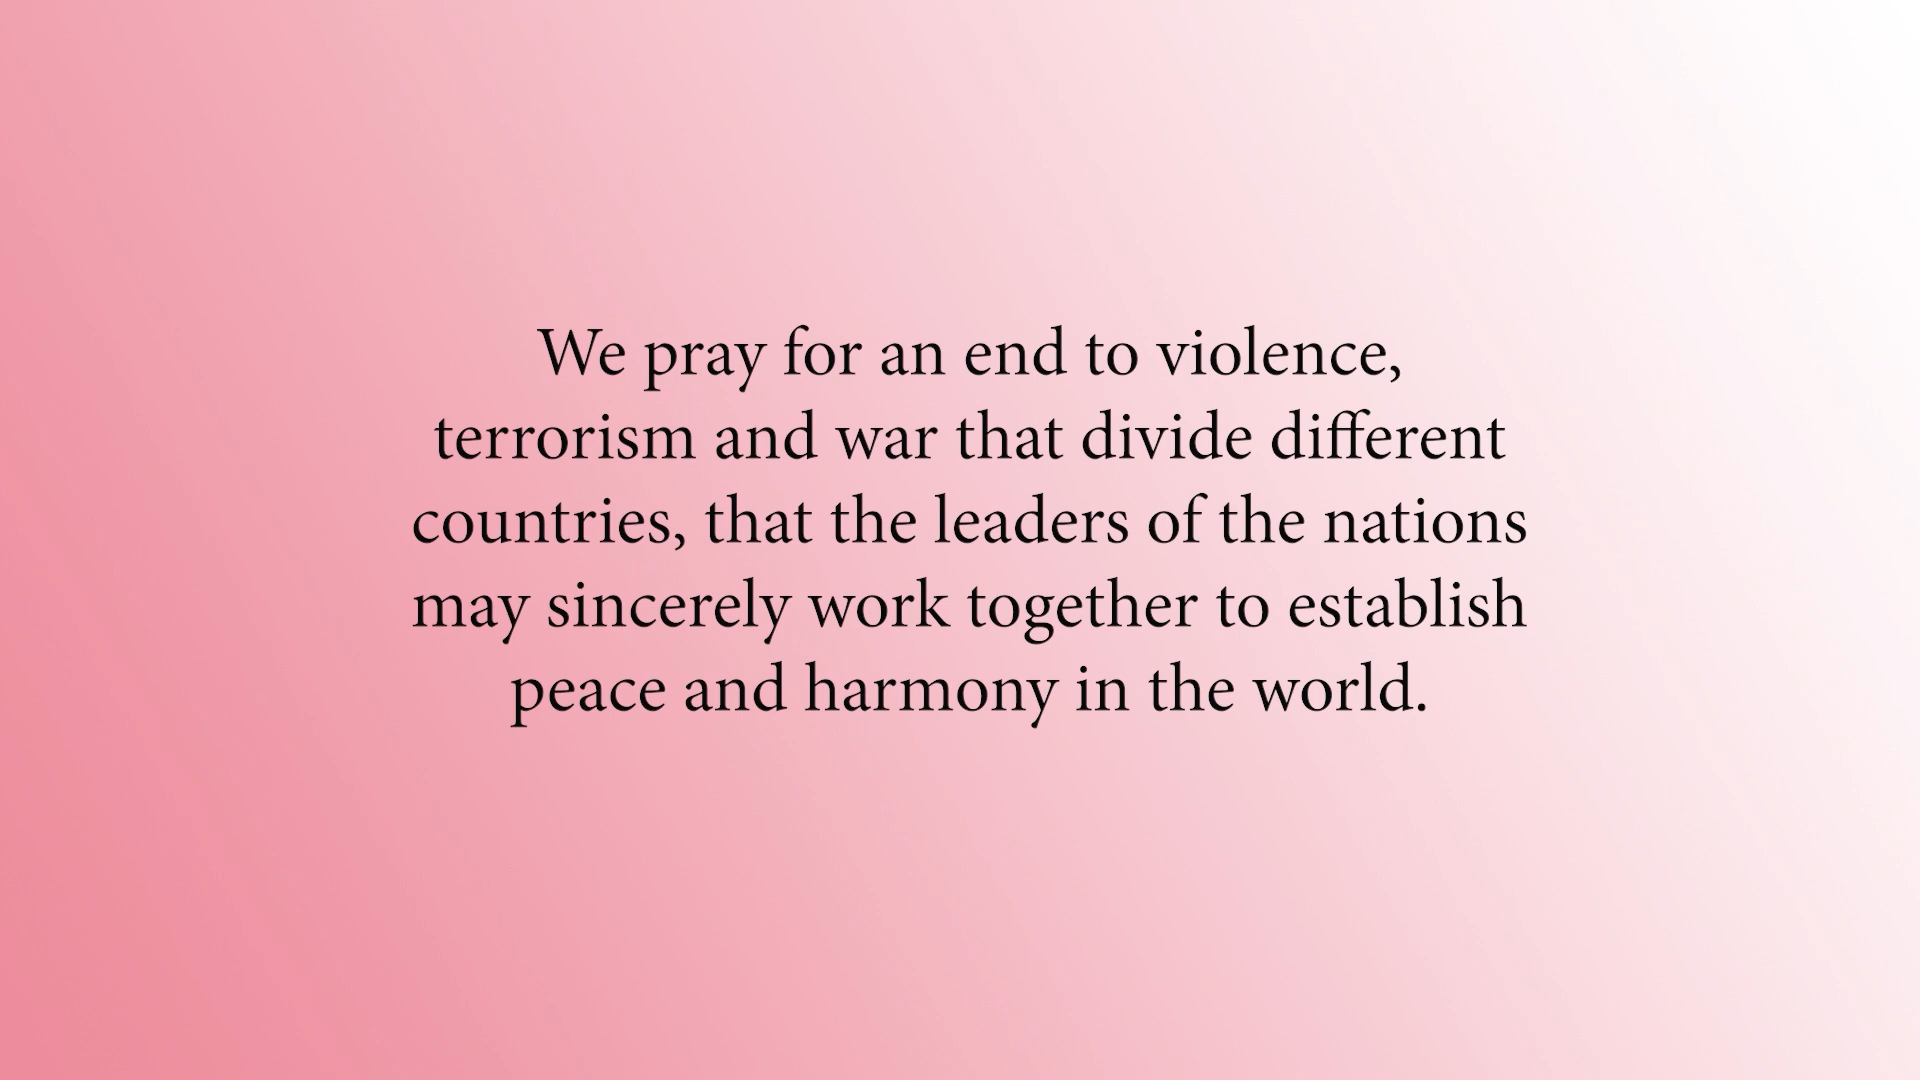 We pray for an end to violence,
terrorism and war that divide different
countries, that the leaders of the nations
may sincerely work together to establish
peace and harmony in the world.